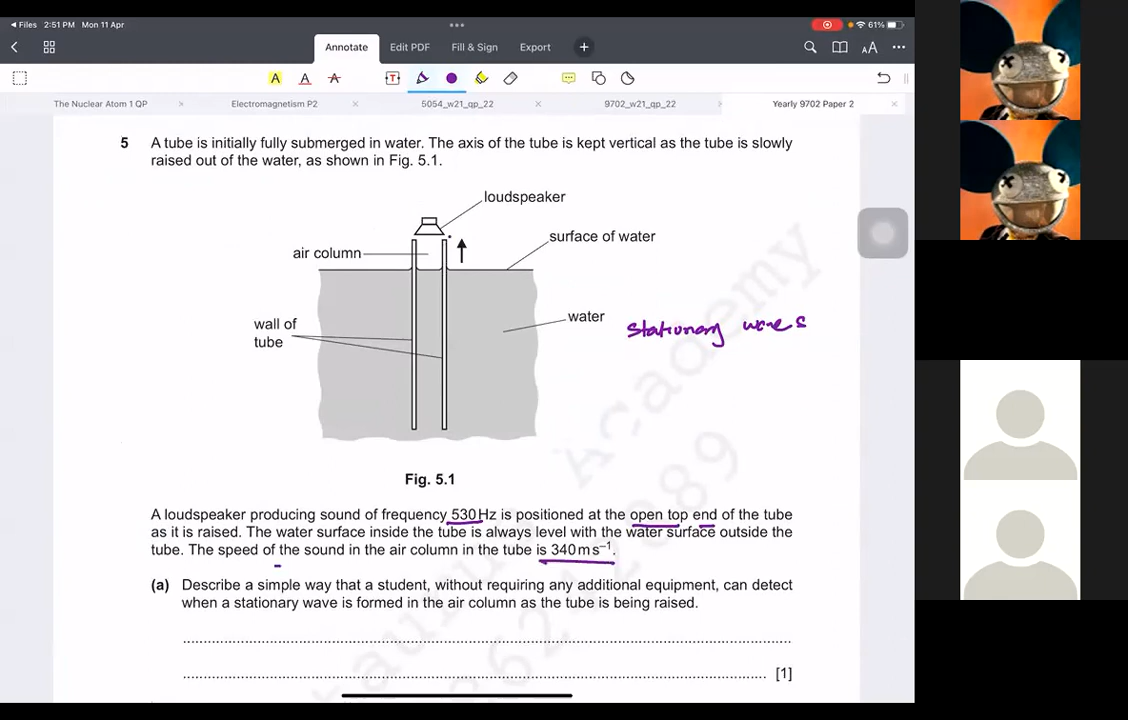 Files 2:51 PM Mon 11 Apr 61%
Annotate Edit PDF Fill & Sign Export
The Nuclear Atom 1 QP Electromagnetism P2 5054_w21_qp_22 9702_w21_qp_22 Yearly 9702 Paper 2
5 A tube is initially fully submerged in water. The axis of the tube is kept vertical as the tube is slowly
raised out of the water, as shown in Fig. 5.1.
loudspeaker
surface of water
air column
water
wall of
tube
stationary waves
Fig. 5.1
A loudspeaker producing sound of frequency 530 Hz is positioned at the open top end of the tube
as it is raised. The water surface inside the tube is always level with the water surface outside the
tube. The speed of the sound in the air column in the tube is 340 m s⁻¹.
(a) Describe a simple way that a student, without requiring any additional equipment, can detect
when a stationary wave is formed in the air column as the tube is being raised.
[1]
Academy